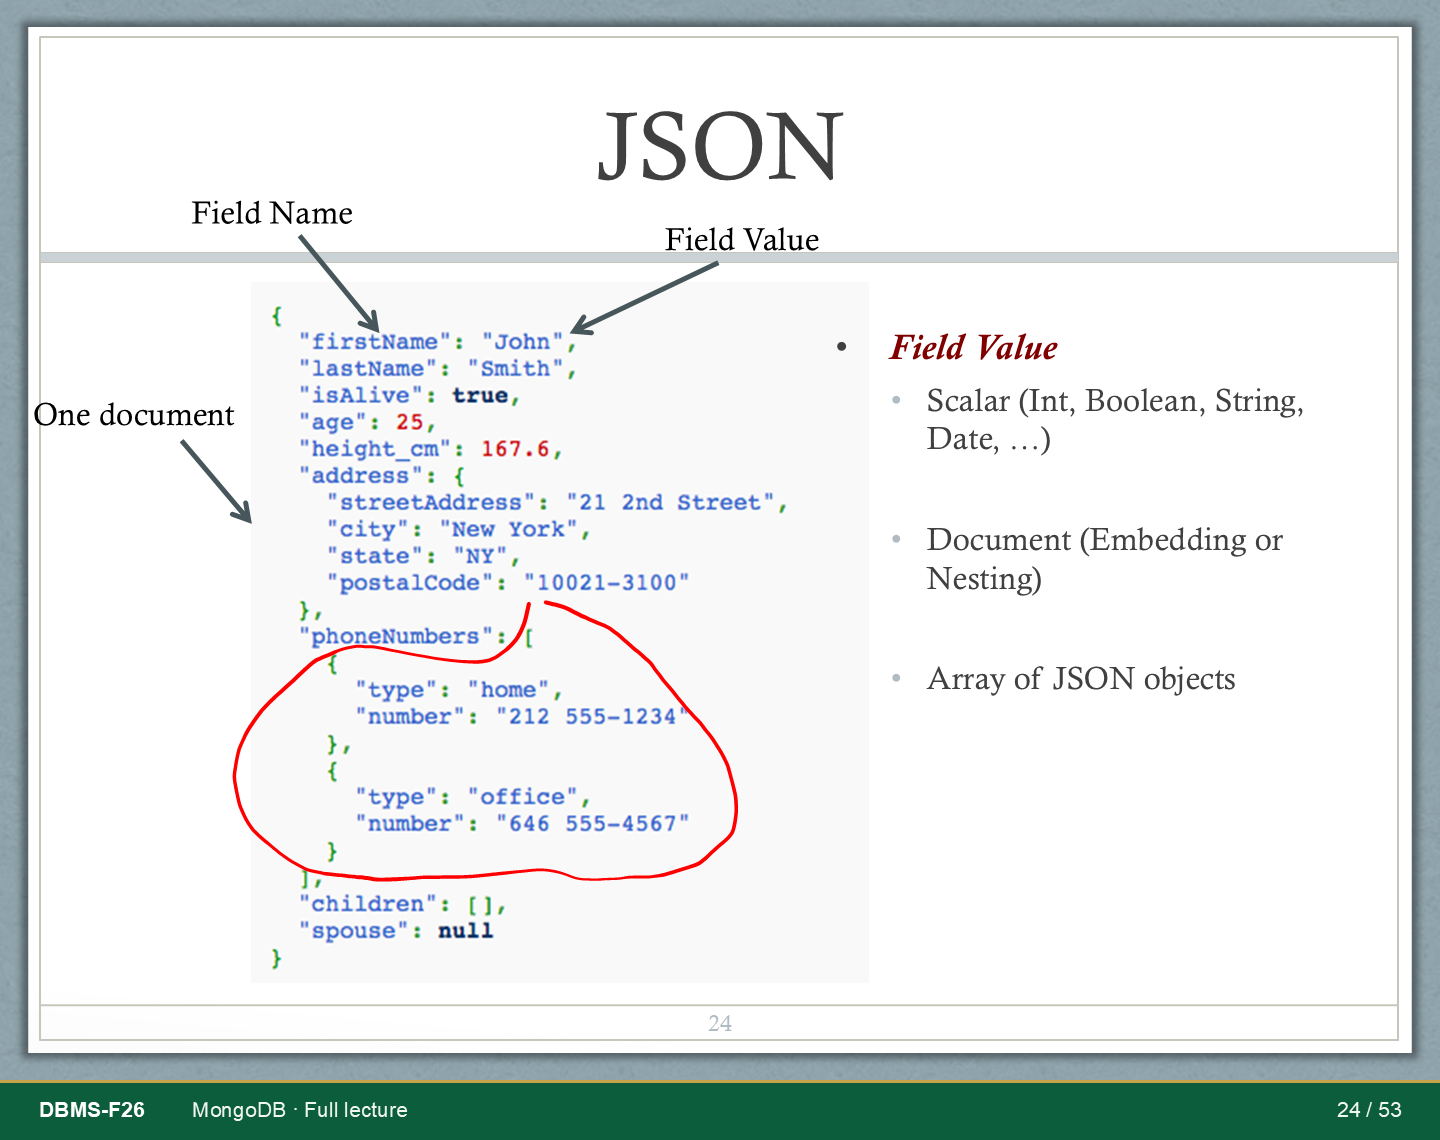 JSON
Field Name
Field Value
One document
{
  "firstName": "John",
  "lastName": "Smith",
  "isAlive": true,
  "age": 25,
  "height_cm": 167.6,
  "address": {
    "streetAddress": "21 2nd Street",
    "city": "New York",
    "state": "NY",
    "postalCode": "10021-3100"
  },
  "phoneNumbers": [
    {
      "type": "home",
      "number": "212 555-1234"
    },
    {
      "type": "office",
      "number": "646 555-4567"
    }
  ],
  "children": [],
  "spouse": null
}
• Field Value
• Scalar (Int, Boolean, String,
Date, …)
• Document (Embedding or
Nesting)
• Array of JSON objects
24
DBMS-F26 MongoDB · Full lecture 24 / 53